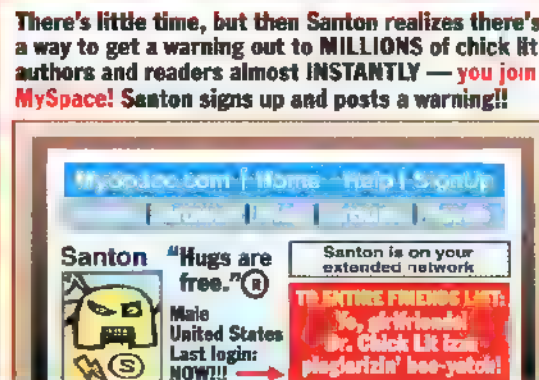 There's little time, but then Santon realizes there's
a way to get a warning out to MILLIONS of chick lit
authors and readers almost INSTANTLY — you join
MySpace! Santon signs up and posts a warning!!
MySpace.com | Home Help | SignUp
Santon
"Hugs are
free."®
Male
United States
Last login:
NOW!!!
S
Santon is on your
extended network
TO ENTIRE FRIENDS LIST:
Yo, girlfriends!
Dr. Chick Lit izza
plagiarizin' bee-yotch!